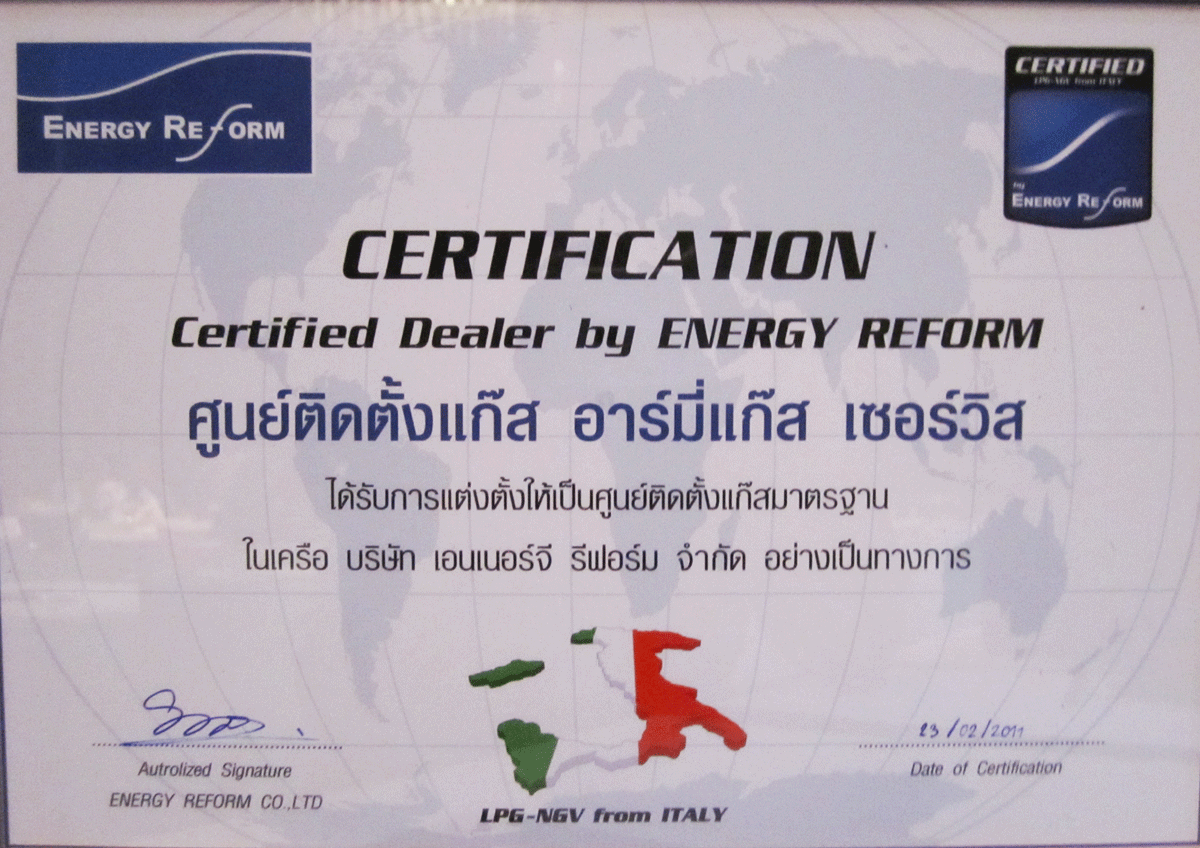 ENERGY REFORM
CERTIFIED
LPG-NGV from ITALY
by
ENERGY REFORM
CERTIFICATION
Certified Dealer by ENERGY REFORM
ศูนย์ติดตั้งแก๊ส อาร์มี่แก๊ส เซอร์วิส
ได้รับการแต่งตั้งให้เป็นศูนย์ติดตั้งแก๊สมาตรฐาน
ในเครือ บริษัท เอนเนอร์จี รีฟอร์ม จำกัด อย่างเป็นทางการ
23/02/2011
Autrolized Signature
Date of Certification
ENERGY REFORM CO.,LTD
LPG-NGV from ITALY